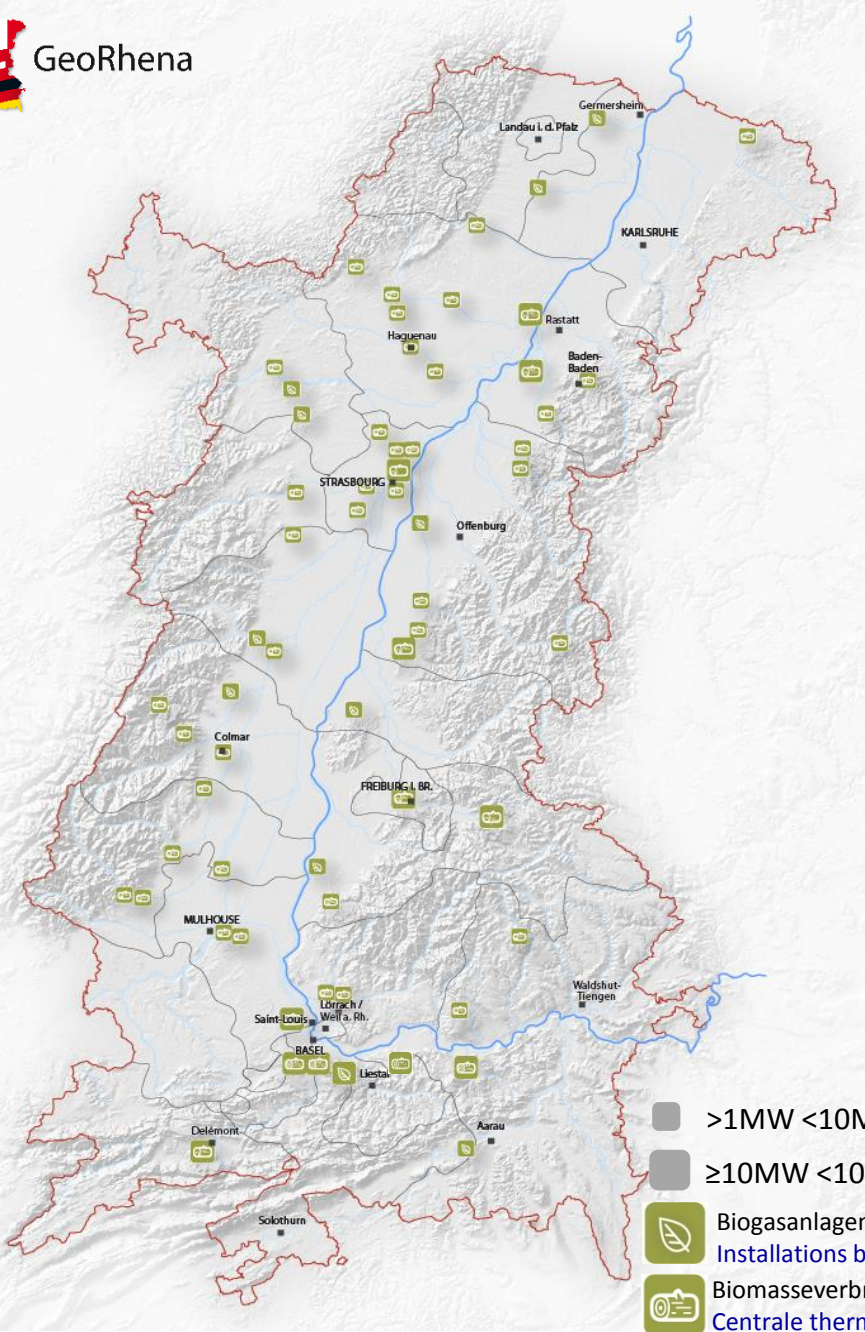 GeoRhena
Germersheim
Landau i. d. Pfalz
KARLSRUHE
Rastatt
Haguenau
Baden-
Baden
STRASBOURG
Offenburg
Colmar
FREIBURG I. BR.
MULHOUSE
Waldshut-
Tiengen
Lörrach /
Saint-Louis
Weil a. Rh.
BASEL
Liestal
Aarau
Delémont
Solothurn
>1MW <10M
≥10MW <10
Biogasanlagen
Installations b
Biomasseverbr
Centrale therm